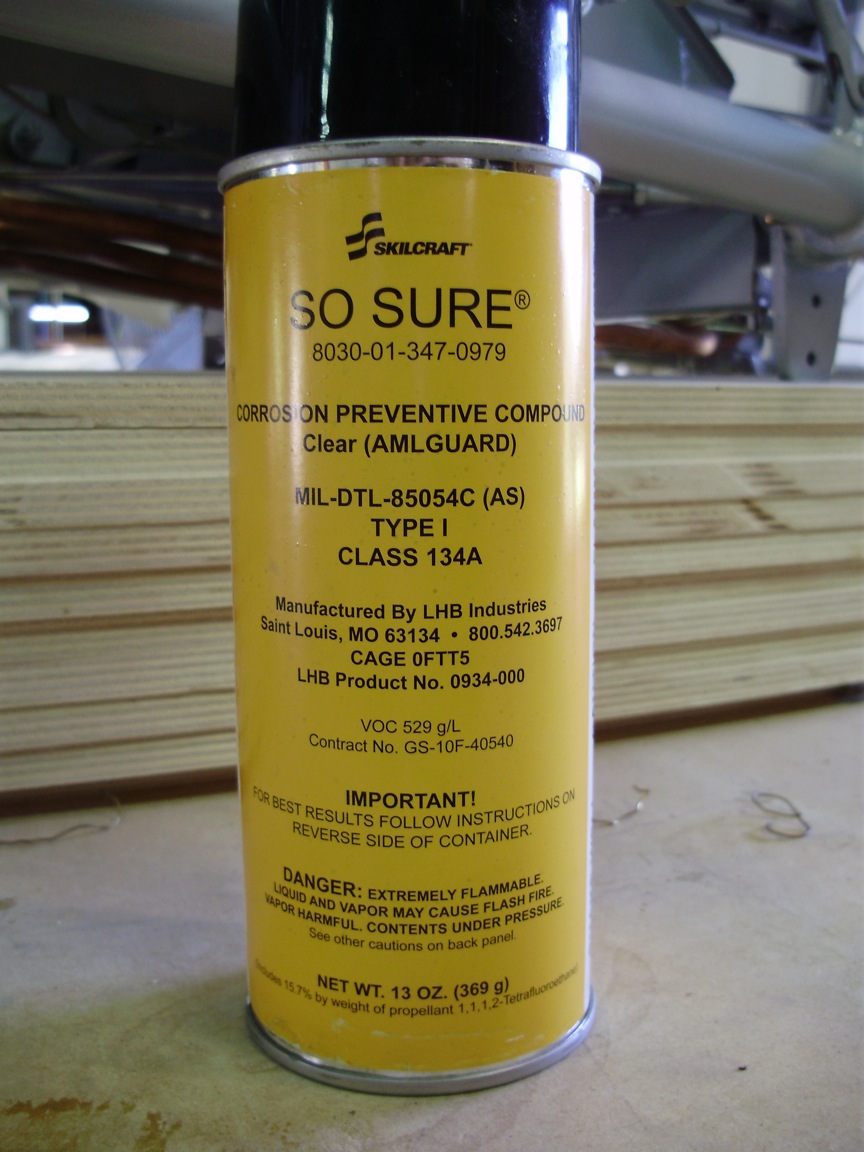 SKILCRAFT
SO SURE®
8030-01-347-0979
CORROSION PREVENTIVE COMPOUND
Clear (AMLGUARD)
MIL-DTL-85054C (AS)
TYPE I
CLASS 134A
Manufactured By LHB Industries
Saint Louis, MO 63134 • 800.542.3697
CAGE 0FTT5
LHB Product No. 0934-000
VOC 529 g/L
Contract No. GS-10F-40540
IMPORTANT!
FOR BEST RESULTS FOLLOW INSTRUCTIONS ON
REVERSE SIDE OF CONTAINER.
DANGER: EXTREMELY FLAMMABLE.
LIQUID AND VAPOR MAY CAUSE FLASH FIRE.
VAPOR HARMFUL. CONTENTS UNDER PRESSURE.
See other cautions on back panel.
NET WT. 13 OZ. (369 g)
(Includes 15.7% by weight of propellant 1,1,1,2-Tetrafluoroethane)